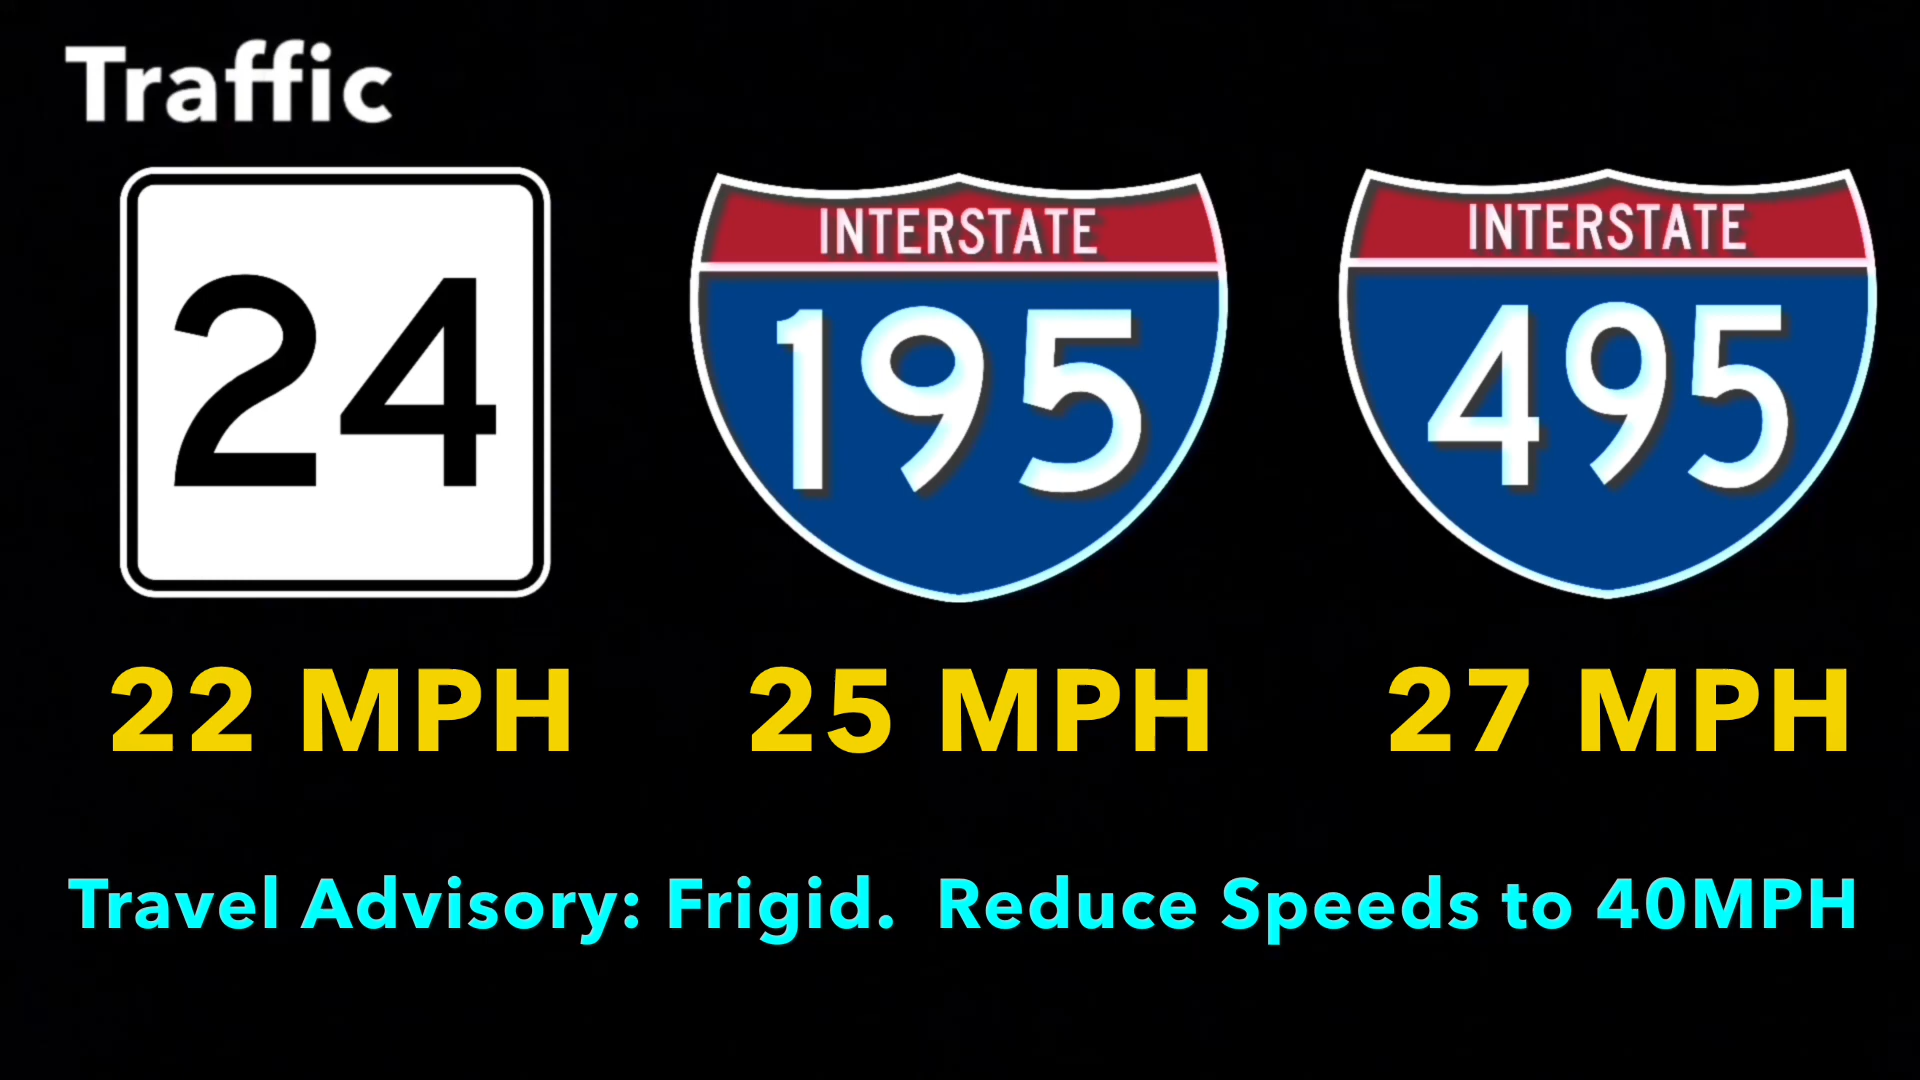 Traffic
24
INTERSTATE
195
INTERSTATE
495
22 MPH
25 MPH
27 MPH
Travel Advisory: Frigid.  Reduce Speeds to 40MPH